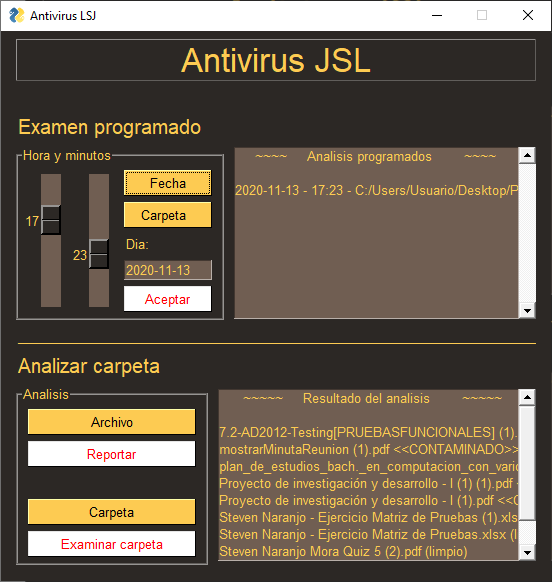 Antivirus LSJ
Antivirus JSL
Examen programado
Hora y minutos
17
23
Fecha
Carpeta
Dia:
2020-11-13
Aceptar
~~~~ Analisis programados ~~~~
2020-11-13 - 17:23 - C:/Users/Usuario/Desktop/P
Analizar carpeta
Analisis
Archivo
Reportar
Carpeta
Examinar carpeta
~~~~~ Resultado del analisis ~~~~~
7.2-AD2012-Testing[PRUEBASFUNCIONALES] (1).
mostrarMinutaReunion (1).pdf <<CONTAMINADO>>
plan_de_estudios_bach._en_computacion_con_vario
Proyecto de investigación y desarrollo - I (1) (1).pdf
Proyecto de investigación y desarrollo - I (1).pdf <<C
Steven Naranjo - Ejercicio Matriz de Pruebas (1).xls
Steven Naranjo - Ejercicio Matriz de Pruebas.xlsx (l
Steven Naranjo Mora Quiz 5 (2).pdf (limpio)